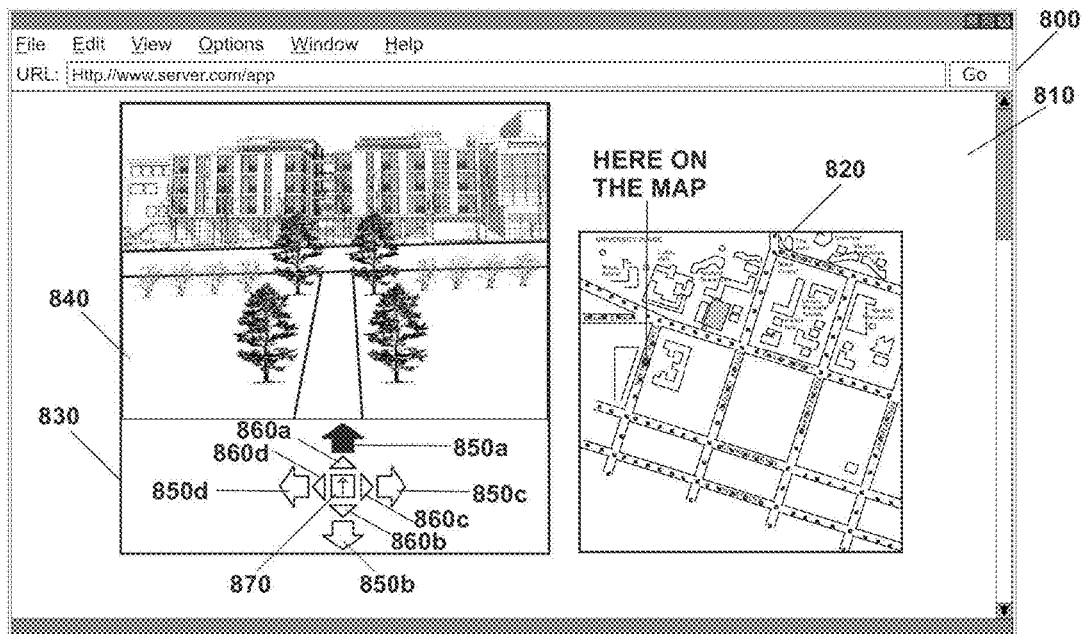 800
File Edit View Options Window Help
URL: Http://www.server.com/app Go
810
HERE ON
THE MAP
820
840
830
860a
850a
860d
850d
850c
860c
860b
870
850b